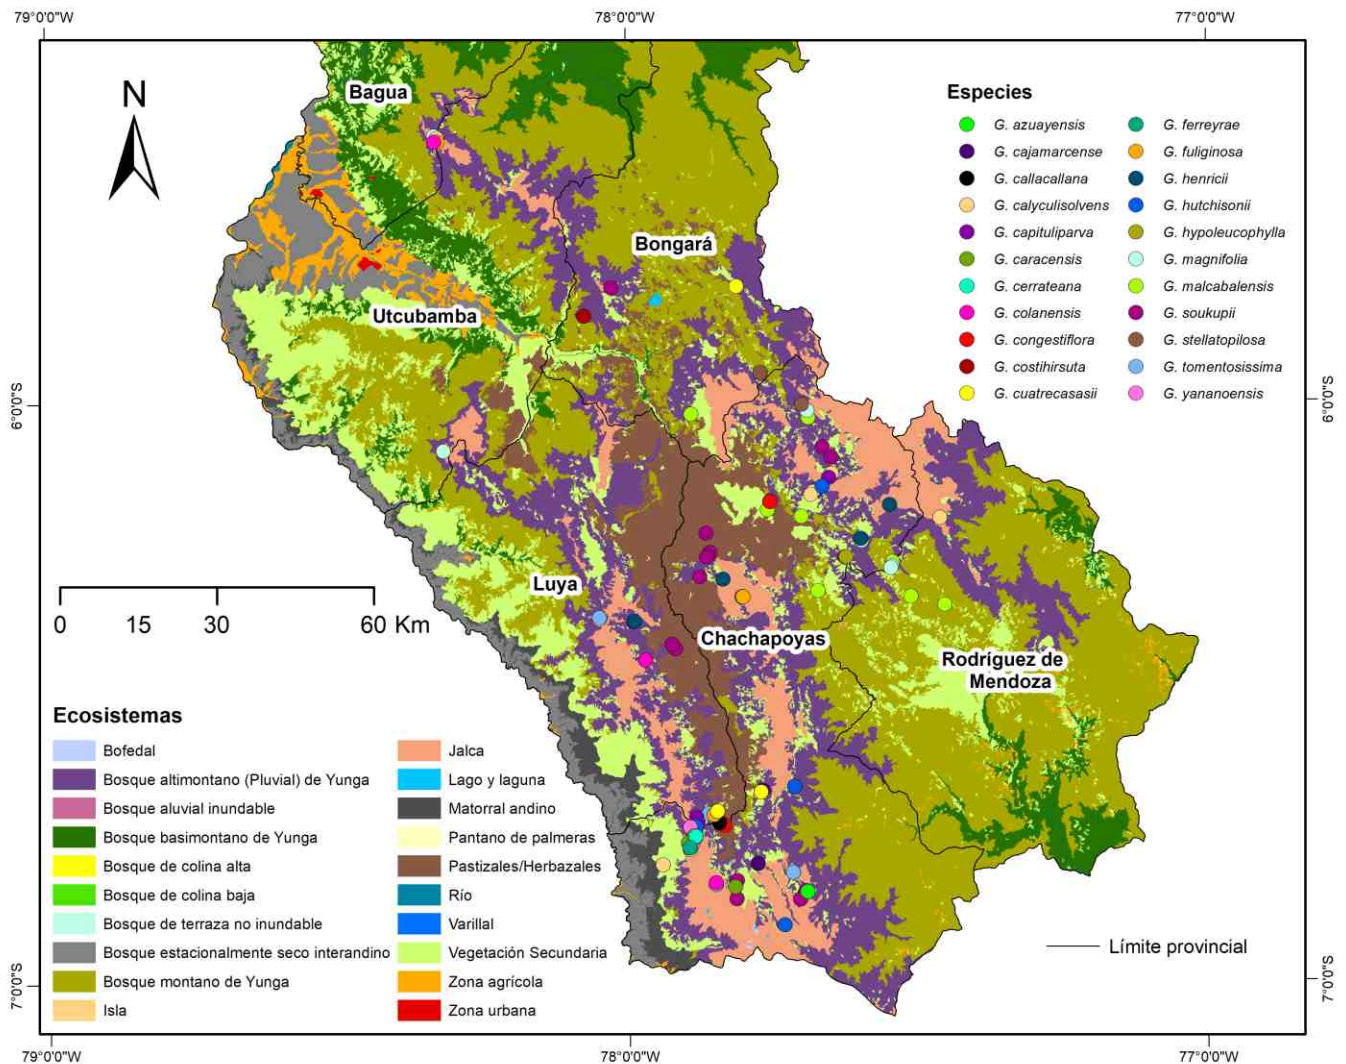 79°0'0"W
78°0'0"W
77°0'0"W
N
Bagua
Bongará
Utcubamba
Luya
Chachapoyas
Rodríguez de
Mendoza
Especies
G. azuayensis
G. cajamarcense
G. callacallana
G. calyculisolvens
G. capituliparva
G. caracensis
G. cerrateana
G. colanensis
G. congestiflora
G. costihirsuta
G. cuatrecasasii
G. ferreyrae
G. fuliginosa
G. henricii
G. hutchisonii
G. hypoleucophylla
G. magnifolia
G. malcabalensis
G. soukupii
G. stellatopilosa
G. tomentosissima
G. yananoensis
6°0'0"S
6°0'0"S
0 15 30 60 Km
Ecosistemas
Bofedal
Bosque altimontano (Pluvial) de Yunga
Bosque aluvial inundable
Bosque basimontano de Yunga
Bosque de colina alta
Bosque de colina baja
Bosque de terraza no inundable
Bosque estacionalmente seco interandino
Bosque montano de Yunga
Isla
Jalca
Lago y laguna
Matorral andino
Pantano de palmeras
Pastizales/Herbazales
Río
Varillal
Vegetación Secundaria
Zona agrícola
Zona urbana
Límite provincial
7°0'0"S
7°0'0"S
79°0'0"W
78°0'0"W
77°0'0"W